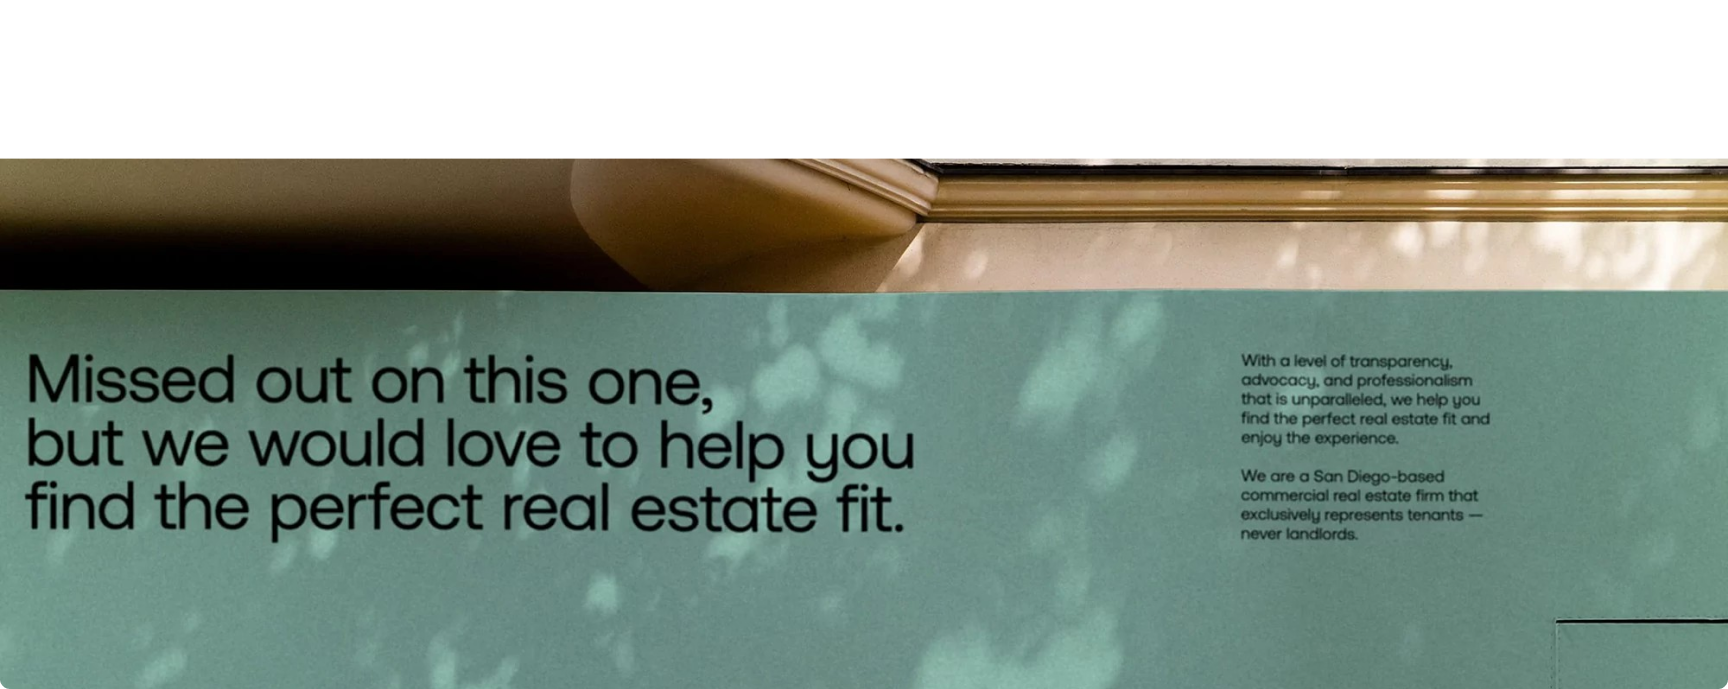 Missed out on this one,
but we would love to help you
find the perfect real estate fit.
With a level of transparency,
advocacy, and professionalism
that is unparalleled, we help you
find the perfect real estate fit and
enjoy the experience.
We are a San Diego-based
commercial real estate firm that
exclusively represents tenants —
never landlords.